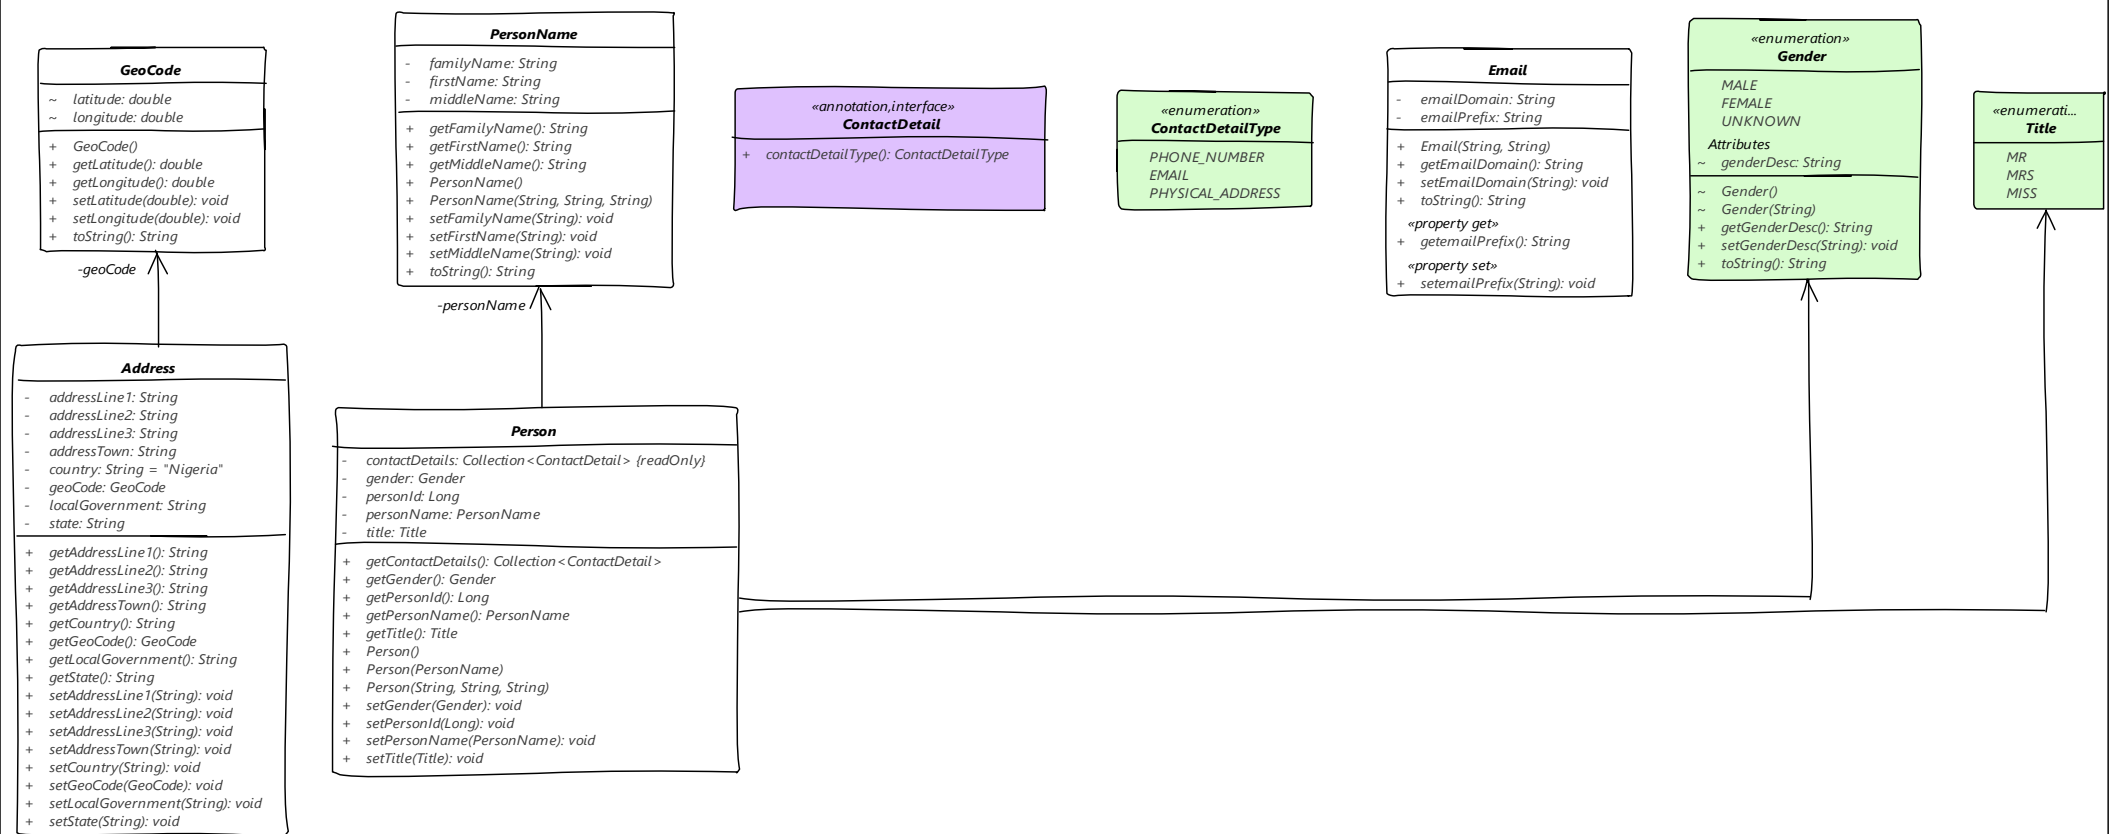 GeoCode
~ latitude: double
~ longitude: double
+ GeoCode()
+ getLatitude(): double
+ getLongitude(): double
+ setLatitude(double): void
+ setLongitude(double): void
+ toString(): String
-geoCode
Address
- addressLine1: String
- addressLine2: String
- addressLine3: String
- addressTown: String
- country: String = "Nigeria"
- geoCode: GeoCode
- localGovernment: String
- state: String
+ getAddressLine1(): String
+ getAddressLine2(): String
+ getAddressLine3(): String
+ getAddressTown(): String
+ getCountry(): String
+ getGeoCode(): GeoCode
+ getLocalGovernment(): String
+ getState(): String
+ setAddressLine1(String): void
+ setAddressLine2(String): void
+ setAddressLine3(String): void
+ setAddressTown(String): void
+ setCountry(String): void
+ setGeoCode(GeoCode): void
+ setLocalGovernment(String): void
+ setState(String): void
PersonName
- familyName: String
- firstName: String
- middleName: String
+ getFamilyName(): String
+ getFirstName(): String
+ getMiddleName(): String
+ PersonName()
+ PersonName(String, String, String)
+ setFamilyName(String): void
+ setFirstName(String): void
+ setMiddleName(String): void
+ toString(): String
-personName
Person
- contactDetails: Collection<ContactDetail> {readOnly}
- gender: Gender
- personId: Long
- personName: PersonName
- title: Title
+ getContactDetails(): Collection<ContactDetail>
+ getGender(): Gender
+ getPersonId(): Long
+ getPersonName(): PersonName
+ getTitle(): Title
+ Person()
+ Person(PersonName)
+ Person(String, String, String)
+ setGender(Gender): void
+ setPersonId(Long): void
+ setPersonName(PersonName): void
+ setTitle(Title): void
«annotation,interface»
ContactDetail
+ contactDetailType(): ContactDetailType
«enumeration»
ContactDetailType
PHONE_NUMBER
EMAIL
PHYSICAL_ADDRESS
Email
- emailDomain: String
- emailPrefix: String
+ Email(String, String)
+ getEmailDomain(): String
+ setEmailDomain(String): void
+ toString(): String
«property get»
+ getemailPrefix(): String
«property set»
+ setemailPrefix(String): void
«enumeration»
Gender
MALE
FEMALE
UNKNOWN
Attributes
~ genderDesc: String
~ Gender()
~ Gender(String)
+ getGenderDesc(): String
+ setGenderDesc(String): void
+ toString(): String
«enumerati...
Title
MR
MRS
MISS